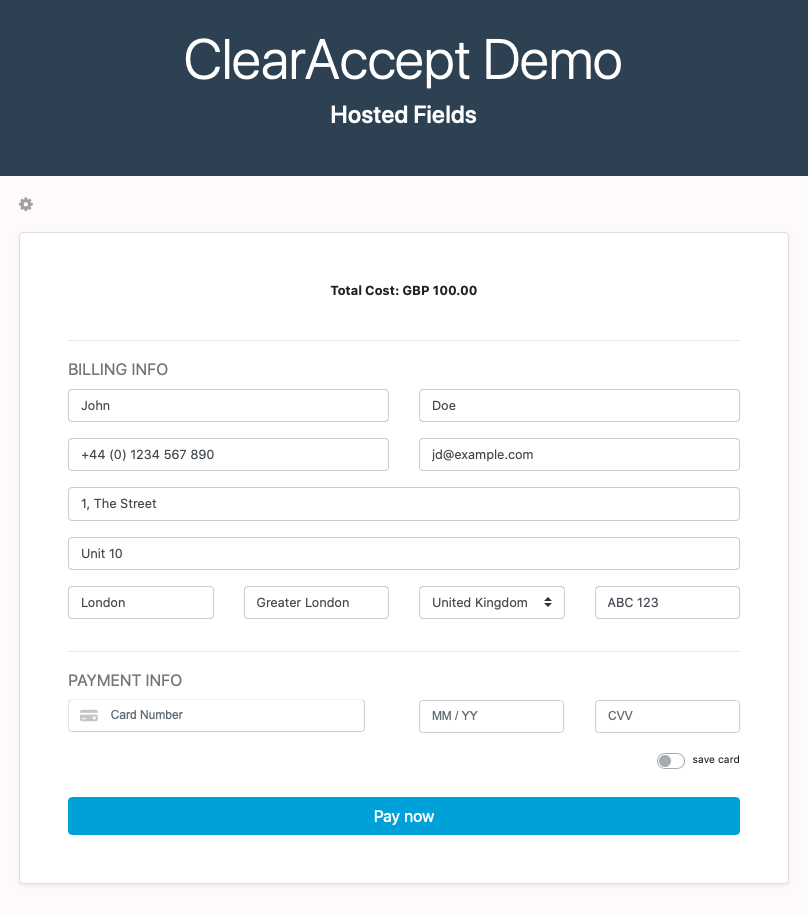 ClearAccept Demo
Hosted Fields
Total Cost: GBP 100.00
BILLING INFO
John Doe
+44 (0) 1234 567 890 jd@example.com
1, The Street
Unit 10
London Greater London United Kingdom ABC 123
PAYMENT INFO
Card Number MM / YY CVV
save card
Pay now